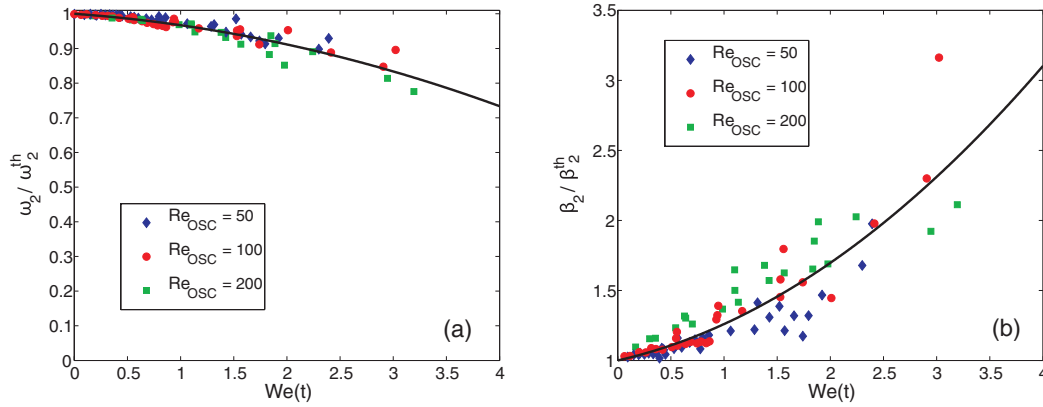 1
0.9
0.8
0.7
0.6
0.5
0.4
0.3
0.2
0.1
0
ω₂/ ω₂ᵗʰ
Re_OSC = 50
Re_OSC = 100
Re_OSC = 200
(a)
0 0.5 1 1.5 2 2.5 3 3.5 4
We(t)
3.5
3
2.5
2
1.5
1
β₂ / β₂ᵗʰ
Re_OSC = 50
Re_OSC = 100
Re_OSC = 200
(b)
0 0.5 1 1.5 2 2.5 3 3.5 4
We(t)